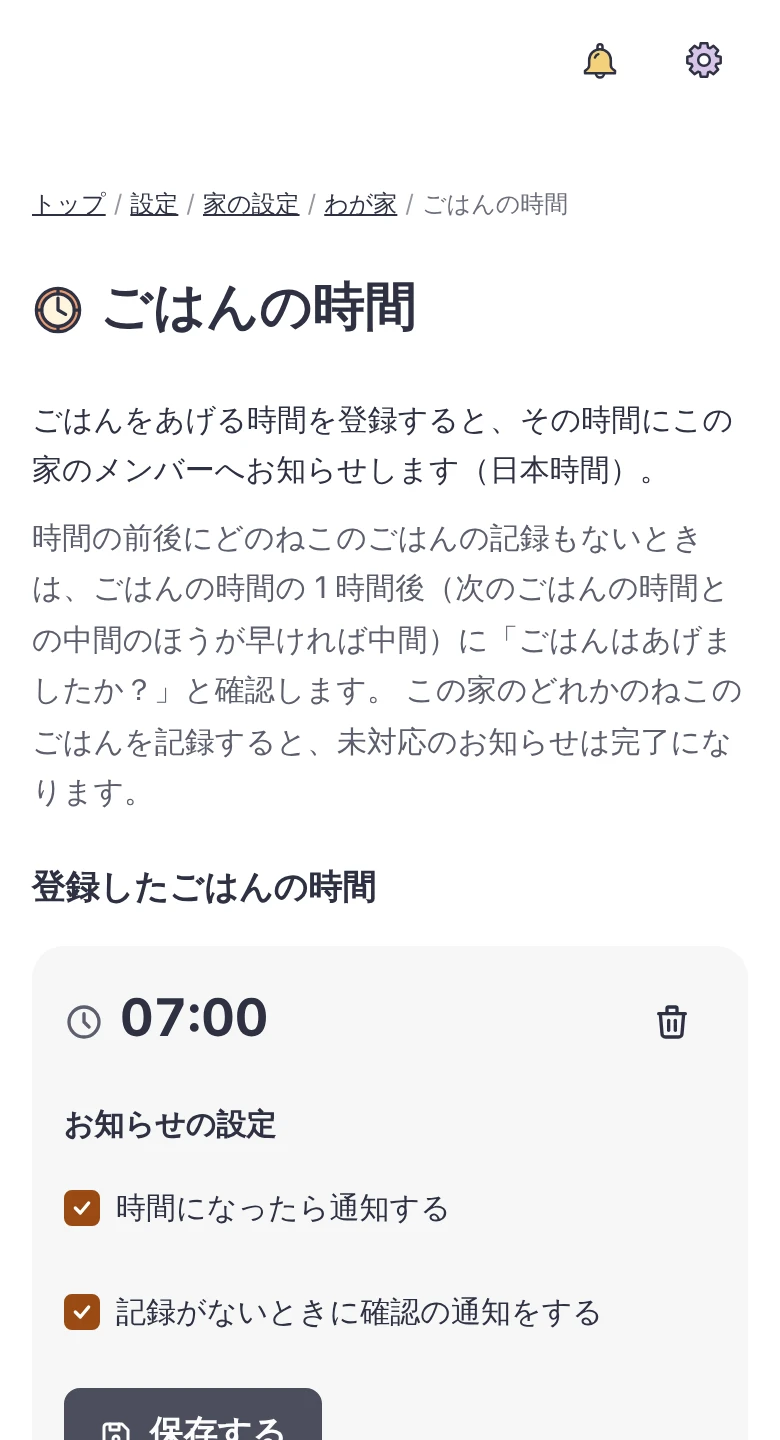 トップ / 設定 / 家の設定 / わが家 / ごはんの時間
ごはんの時間
ごはんをあげる時間を登録すると、その時間にこの
家のメンバーへお知らせします（日本時間）。
時間の前後にどのねこのごはんの記録もないとき
は、ごはんの時間の 1 時間後（次のごはんの時間と
の中間のほうが早ければ中間）に「ごはんはあげま
したか？」と確認します。 この家のどれかのねこの
ごはんを記録すると、未対応のお知らせは完了にな
ります。
登録したごはんの時間
07:00
お知らせの設定
時間になったら通知する
記録がないときに確認の通知をする
保存する